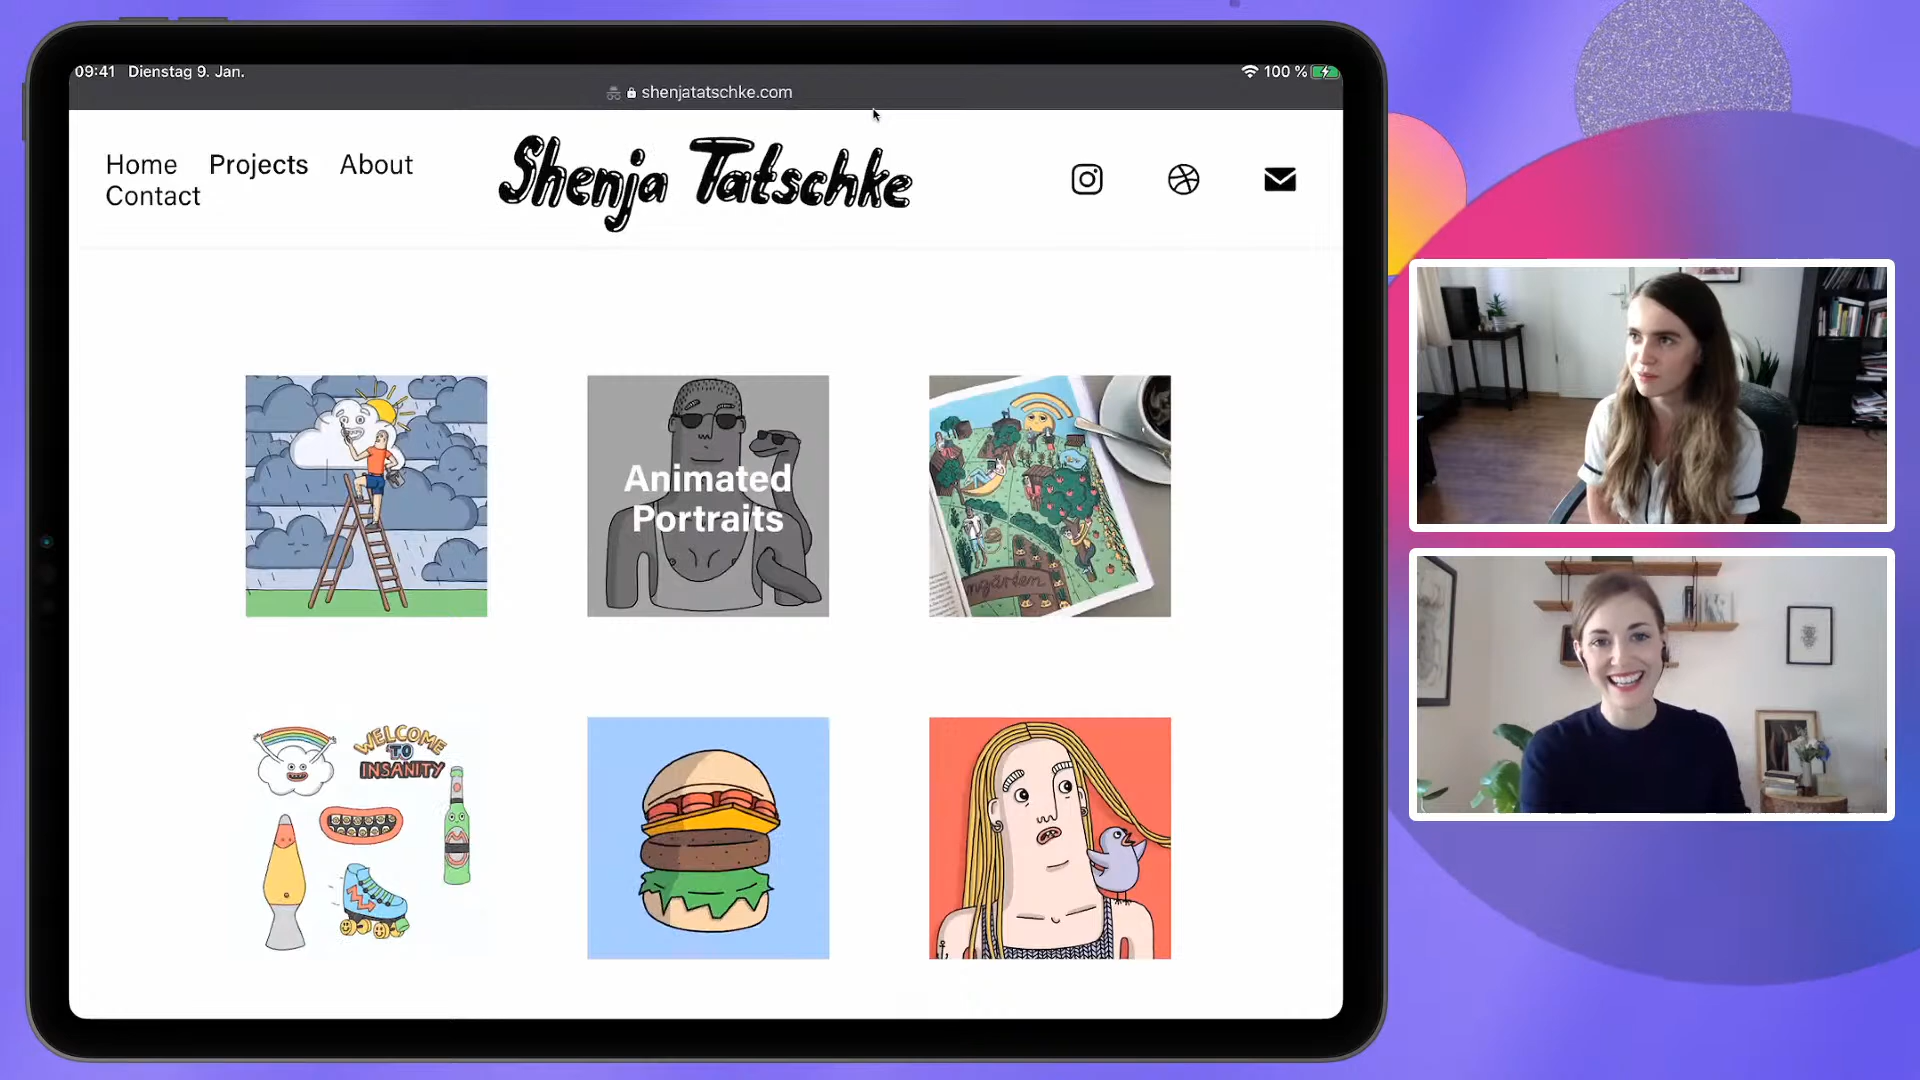 09:41 Dienstag 9. Jan.
100 %
shenjatatschke.com
Home Projects About
Contact
Shenja Tatschke
Animated
Portraits
ngärten
WELCOME
TO
INSANITY